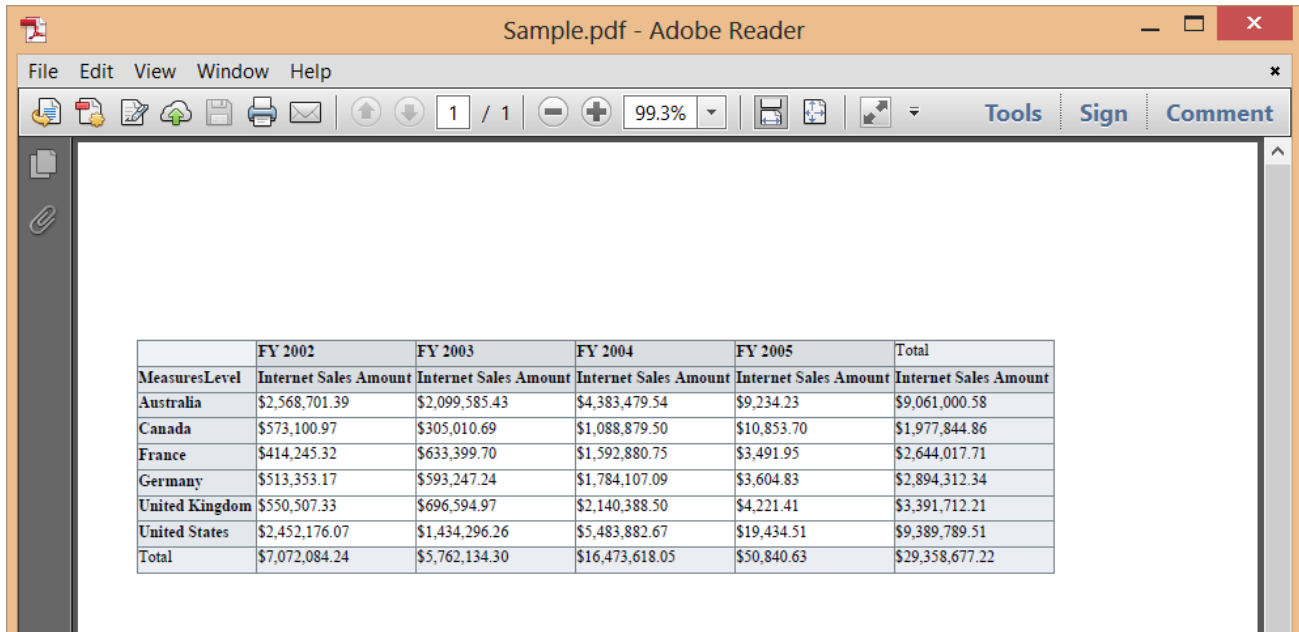 Sample.pdf - Adobe Reader
File Edit View Window Help
1 / 1 99.3% Tools Sign Comment
FY 2002 FY 2003 FY 2004 FY 2005 Total
MeasuresLevel Internet Sales Amount Internet Sales Amount Internet Sales Amount Internet Sales Amount Internet Sales Amount
Australia $2,568,701.39 $2,099,585.43 $4,383,479.54 $9,234.23 $9,061,000.58
Canada $573,100.97 $305,010.69 $1,088,879.50 $10,853.70 $1,977,844.86
France $414,245.32 $633,399.70 $1,592,880.75 $3,491.95 $2,644,017.71
Germany $513,353.17 $593,247.24 $1,784,107.09 $3,604.83 $2,894,312.34
United Kingdom $550,507.33 $696,594.97 $2,140,388.50 $4,221.41 $3,391,712.21
United States $2,452,176.07 $1,434,296.26 $5,483,882.67 $19,434.51 $9,389,789.51
Total $7,072,084.24 $5,762,134.30 $16,473,618.05 $50,840.63 $29,358,677.22